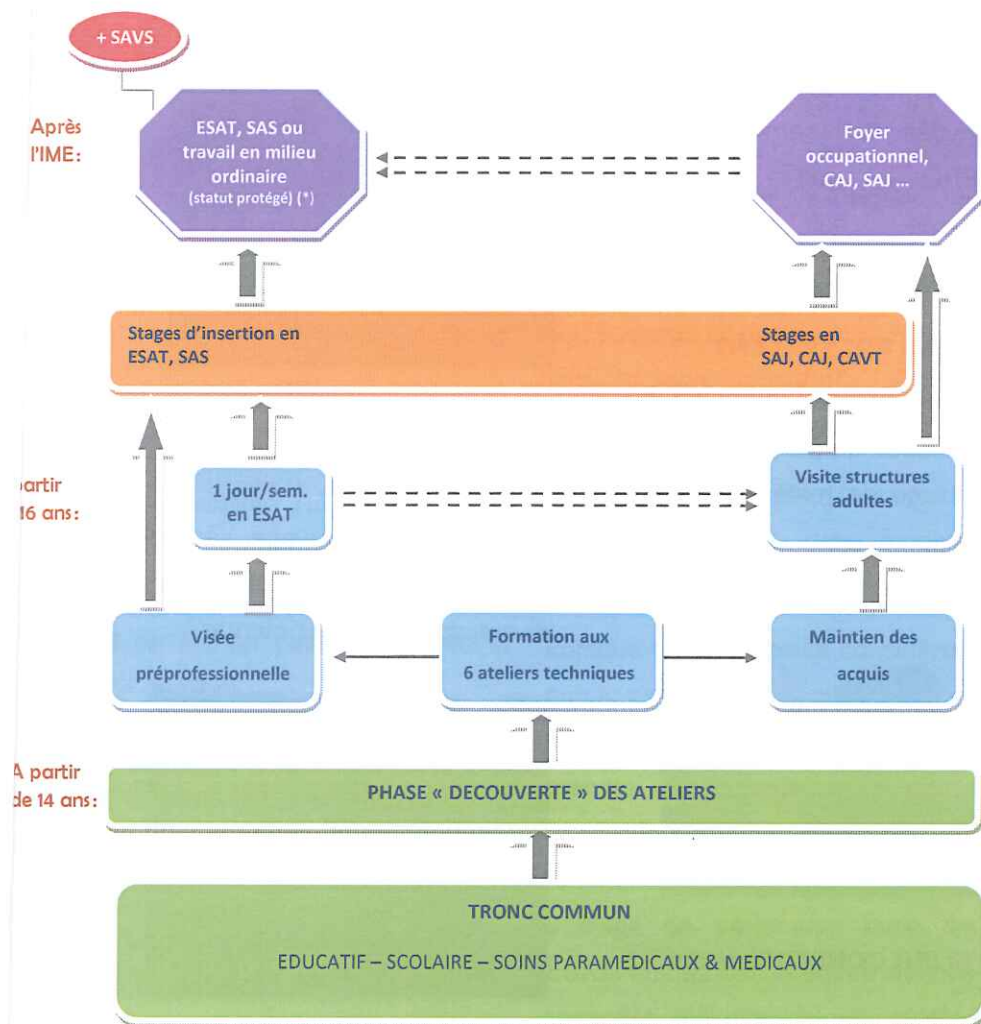 + SAVS
Après
l'IME :
ESAT, SAS ou
travail en milieu
ordinaire
(statut protégé) (*)
Foyer
occupationnel,
CAJ, SAJ ...
Stages d'insertion en
ESAT, SAS
Stages en
SAJ, CAJ, CAVT
partir
16 ans :
1 jour/sem.
en ESAT
Visite structures
adultes
Visée
préprofessionnelle
Formation aux
6 ateliers techniques
Maintien des
acquis
A partir
de 14 ans :
PHASE « DECOUVERTE » DES ATELIERS
TRONC COMMUN
EDUCATIF – SCOLAIRE – SOINS PARAMEDICAUX & MEDICAUX